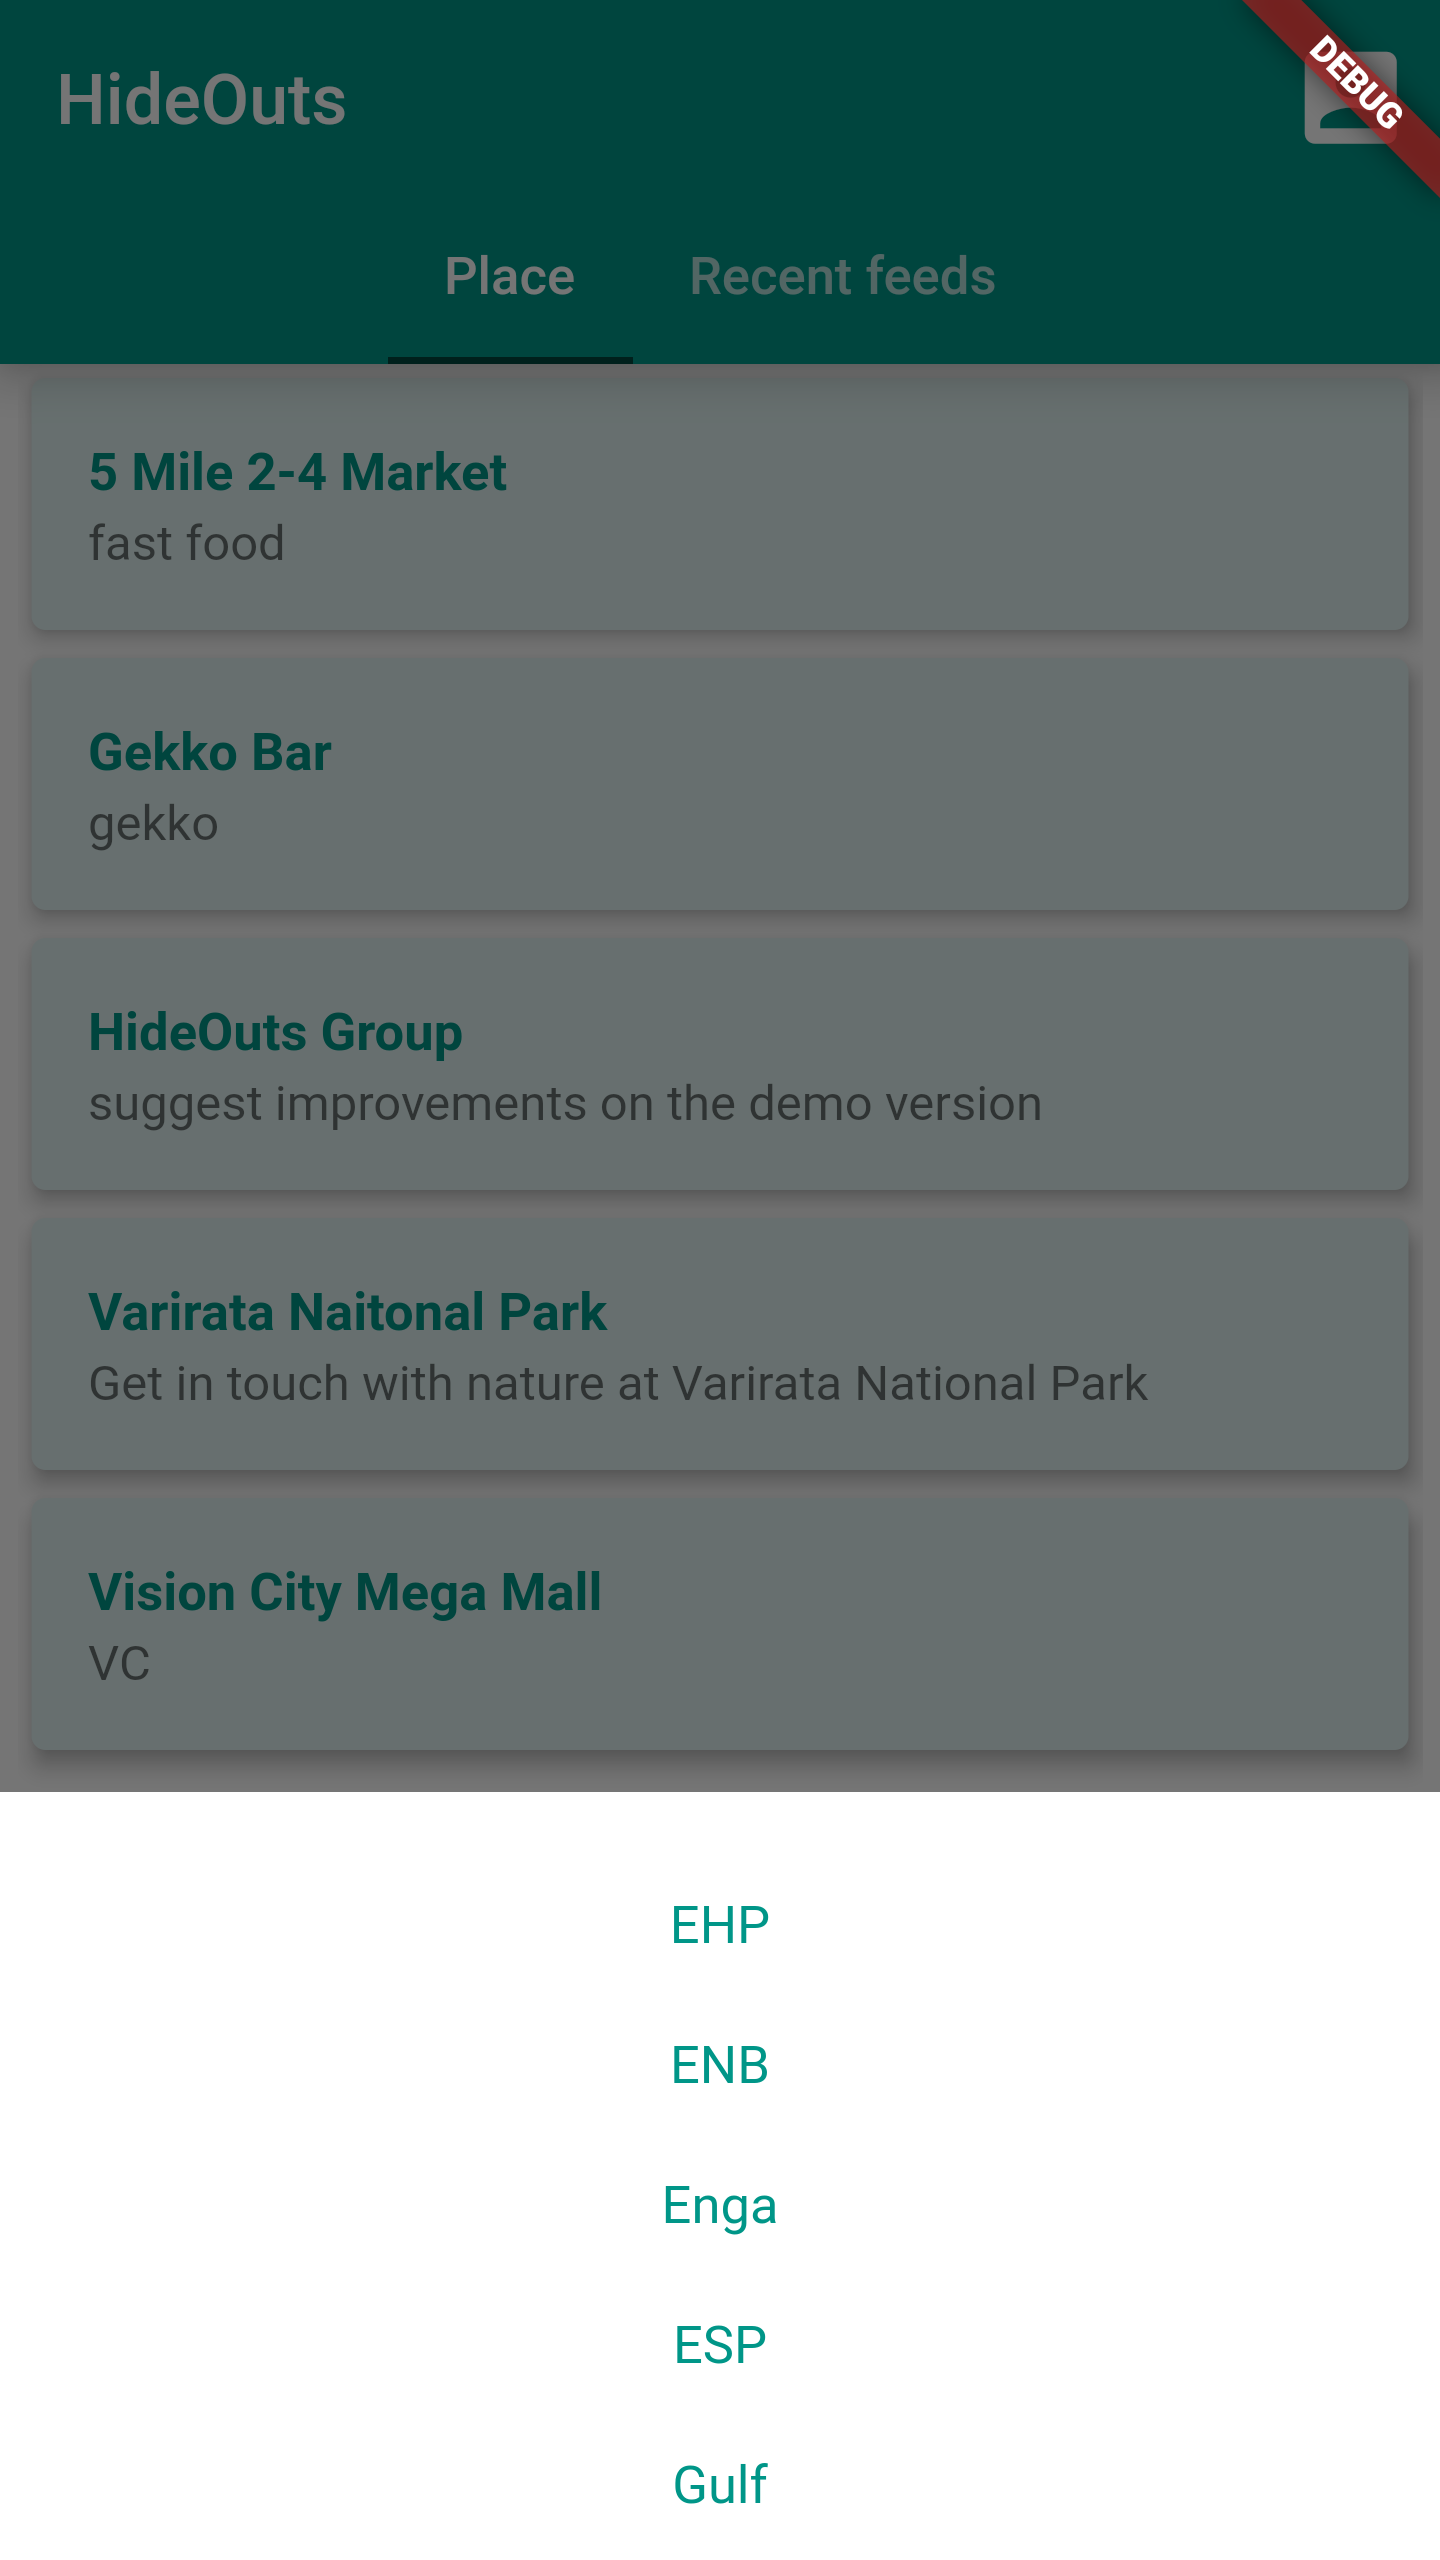 HideOuts
DEBUG
Place
Recent feeds
5 Mile 2-4 Market
fast food
Gekko Bar
gekko
HideOuts Group
suggest improvements on the demo version
Varirata Naitonal Park
Get in touch with nature at Varirata National Park
Vision City Mega Mall
VC
EHP
ENB
Enga
ESP
Gulf